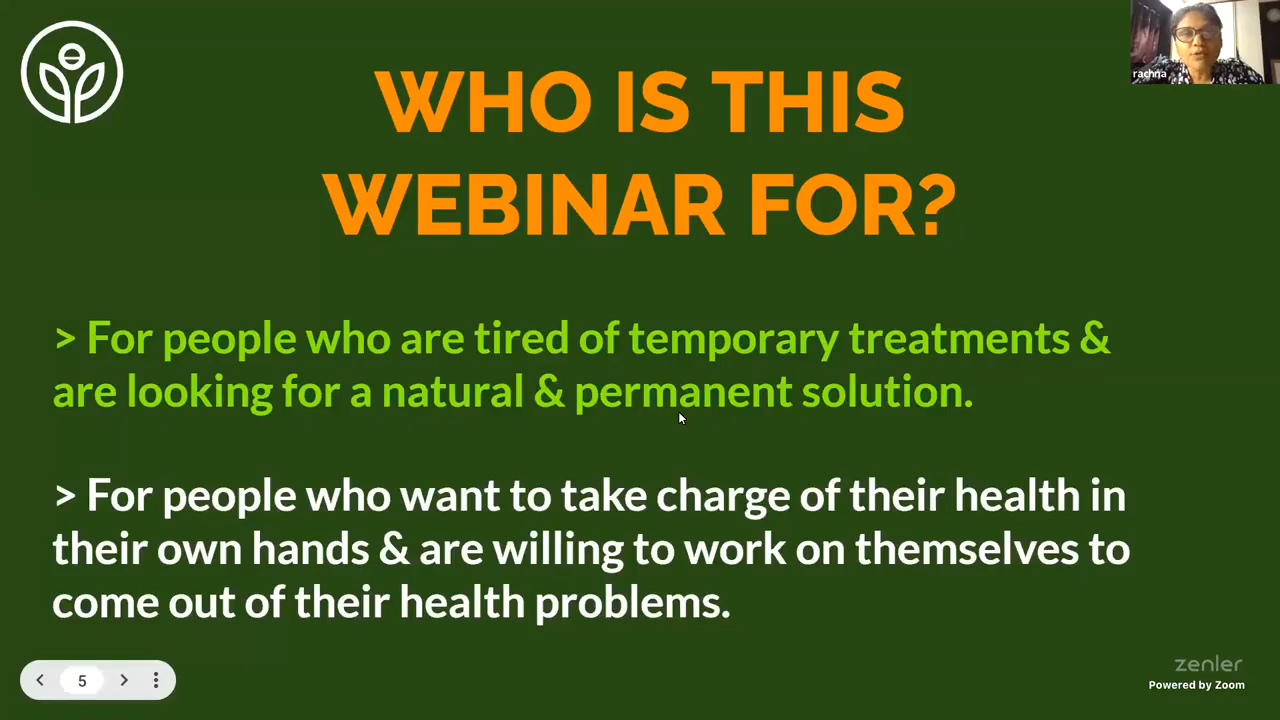 rachna
WHO IS THIS
WEBINAR FOR?
> For people who are tired of temporary treatments &
are looking for a natural & permanent solution.
> For people who want to take charge of their health in
their own hands & are willing to work on themselves to
come out of their health problems.
5
zenler
Powered by Zoom